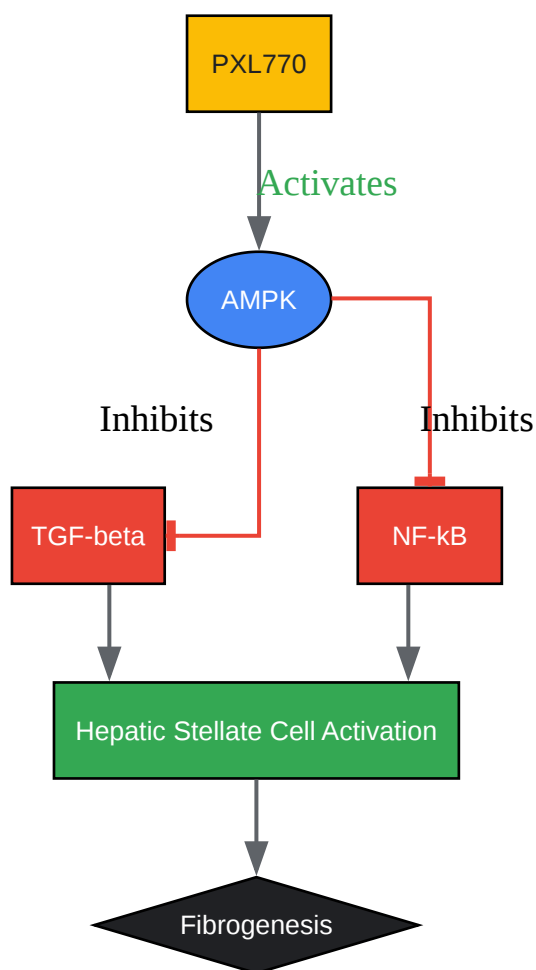 PXL770
Activates
AMPK
Inhibits
Inhibits
TGF-beta
NF-kB
Hepatic Stellate Cell Activation
Fibrogenesis